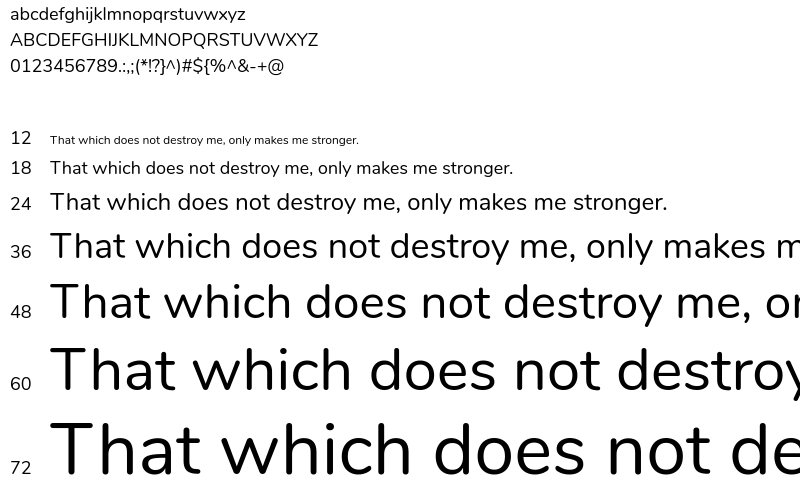 abcdefghijklmnopqrstuvwxyz
ABCDEFGHIJKLMNOPQRSTUVWXYZ
0123456789.:,;(*!?}^)#${%^&-+@
12 That which does not destroy me, only makes me stronger.
18 That which does not destroy me, only makes me stronger.
24 That which does not destroy me, only makes me stronger.
36 That which does not destroy me, only makes m
48 That which does not destroy me, or
60 That which does not destroy
72 That which does not de